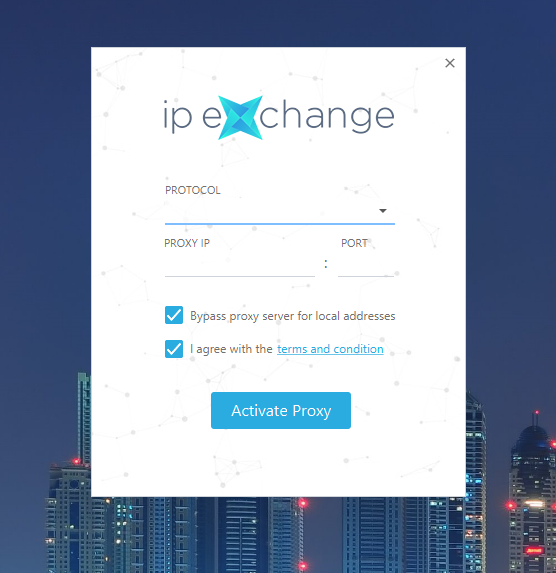 ip exchange
PROTOCOL
PROXY IP
PORT
:
Bypass proxy server for local addresses
I agree with the terms and condition
Activate Proxy